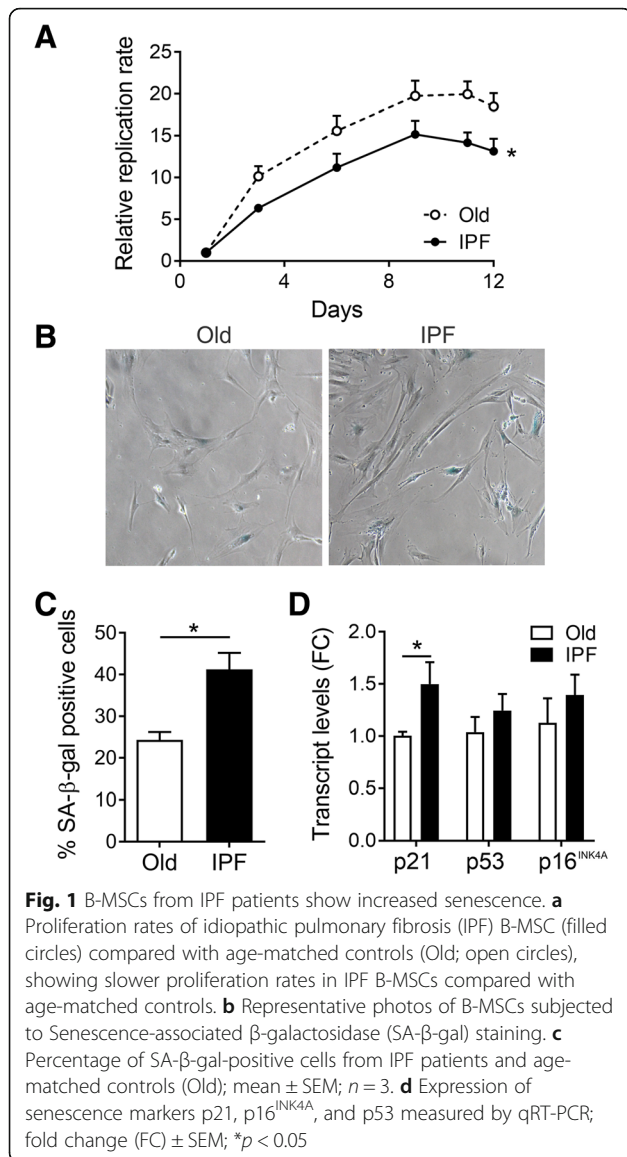 A
Relative replication rate
25
20
15
10
5
0
*
Old
IPF
0 4 8 12
Days
B
Old IPF
C
% SA-β-gal positive cells
50
40
30
20
10
0
*
Old IPF
D
Transcript levels (FC)
2.0
1.5
1.0
0.5
0.0
*
Old
IPF
p21 p53 p16INK4A
Fig. 1 B-MSCs from IPF patients show increased senescence. a
Proliferation rates of idiopathic pulmonary fibrosis (IPF) B-MSC (filled
circles) compared with age-matched controls (Old; open circles),
showing slower proliferation rates in IPF B-MSCs compared with
age-matched controls. b Representative photos of B-MSCs subjected
to Senescence-associated β-galactosidase (SA-β-gal) staining. c
Percentage of SA-β-gal-positive cells from IPF patients and age-
matched controls (Old); mean ± SEM; n = 3. d Expression of
senescence markers p21, p16INK4A, and p53 measured by qRT-PCR;
fold change (FC) ± SEM; *p < 0.05